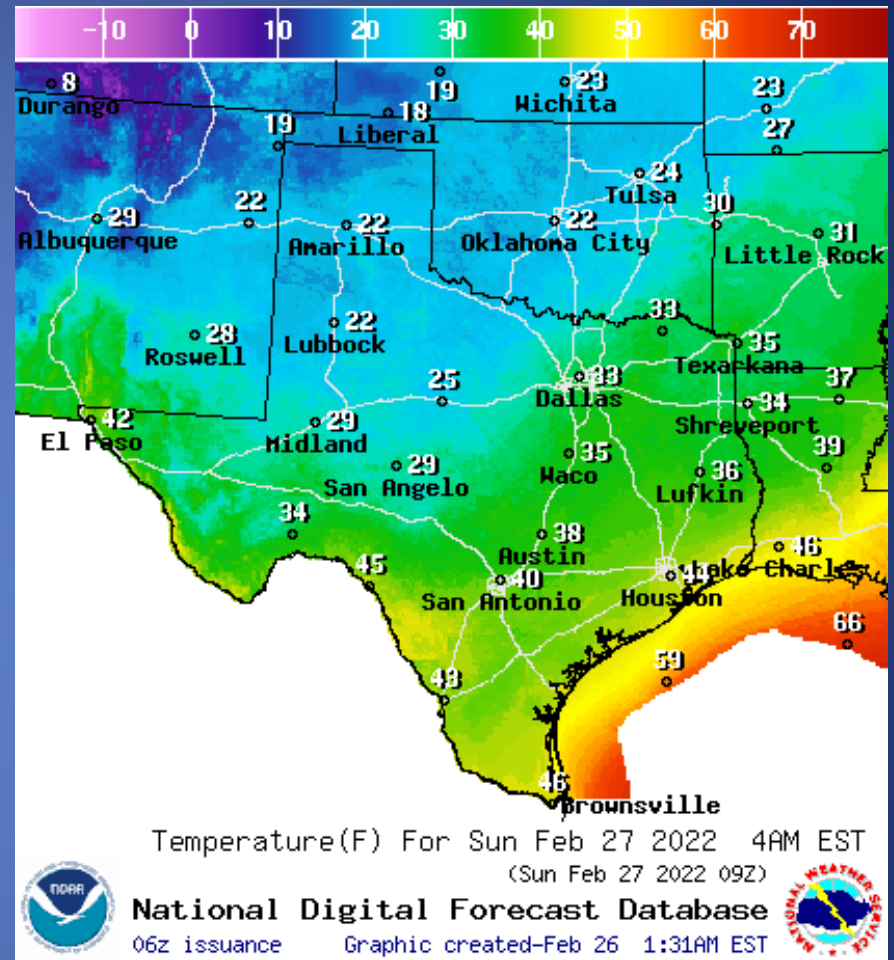 -10 0 10 20 30 40 50 60 70
8
Durango
19
18
Liberal
23
Wichita
23
27
19
24
Tulsa
29
Albuquerque
22
22
Amarillo
22
Oklahoma City
30
31
Little Rock
28
Roswell
22
Lubbock
33
35
Texarkana
25
33
Dallas
34
Shreveport
37
42
El Paso
29
Midland
29
San Angelo
35
Waco
36
Lufkin
39
34
38
Austin
45
40
San Antonio
44
Houston
46
Lake Charles
66
59
43
46
Brownsville
Temperature(F) For Sun Feb 27 2022 4AM EST
(Sun Feb 27 2022 09Z)
NOAA
National Digital Forecast Database
NATIONAL WEATHER SERVICE
06z issuance Graphic created-Feb 26 1:31AM EST